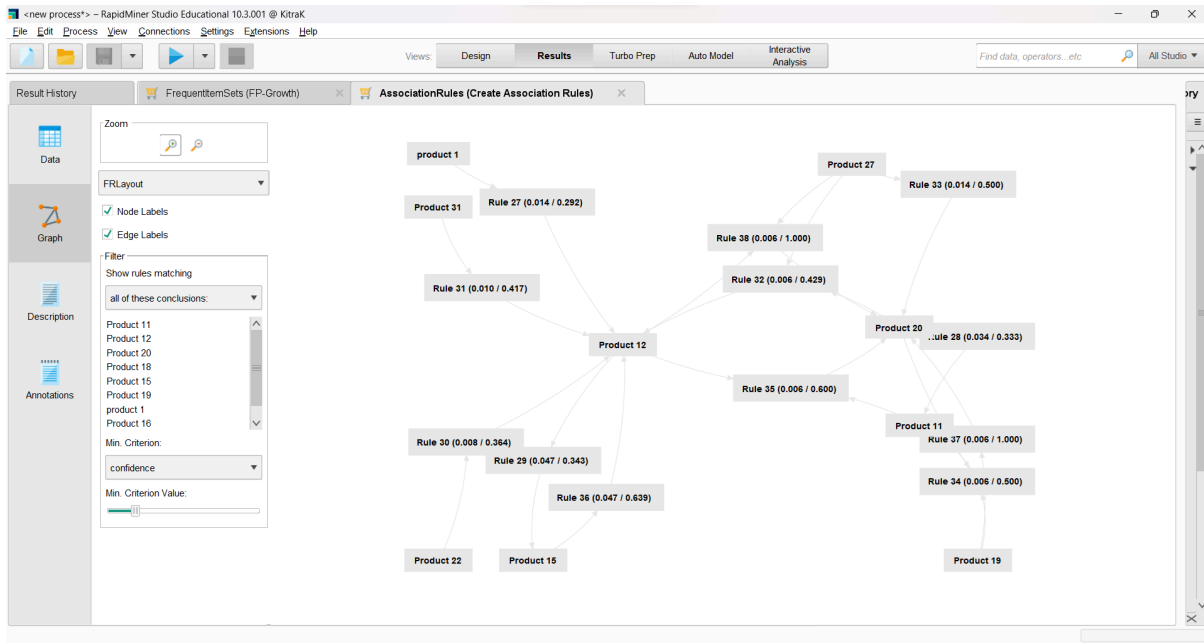 <new process*> – RapidMiner Studio Educational 10.3.001 @ KitraK
File Edit Process View Connections Settings Extensions Help
Views: Design Results Turbo Prep Auto Model Interactive Analysis
Find data, operators...etc
All Studio
Result History
FrequentItemSets (FP-Growth)
AssociationRules (Create Association Rules)
ory
Data
Graph
Description
Annotations
Zoom
FRLayout
Node Labels
Edge Labels
Filter
Show rules matching
all of these conclusions:
Product 11
Product 12
Product 20
Product 18
Product 15
Product 19
product 1
Product 16
Min. Criterion:
confidence
Min. Criterion Value:
product 1
Product 27
Rule 33 (0.014 / 0.500)
Product 31
Rule 27 (0.014 / 0.292)
Rule 38 (0.006 / 1.000)
Rule 32 (0.006 / 0.429)
Rule 31 (0.010 / 0.417)
Product 20
Rule 28 (0.034 / 0.333)
Product 12
Rule 35 (0.006 / 0.600)
Product 11
Rule 37 (0.006 / 1.000)
Rule 30 (0.008 / 0.364)
Rule 29 (0.047 / 0.343)
Rule 34 (0.006 / 0.500)
Rule 36 (0.047 / 0.639)
Product 22
Product 15
Product 19